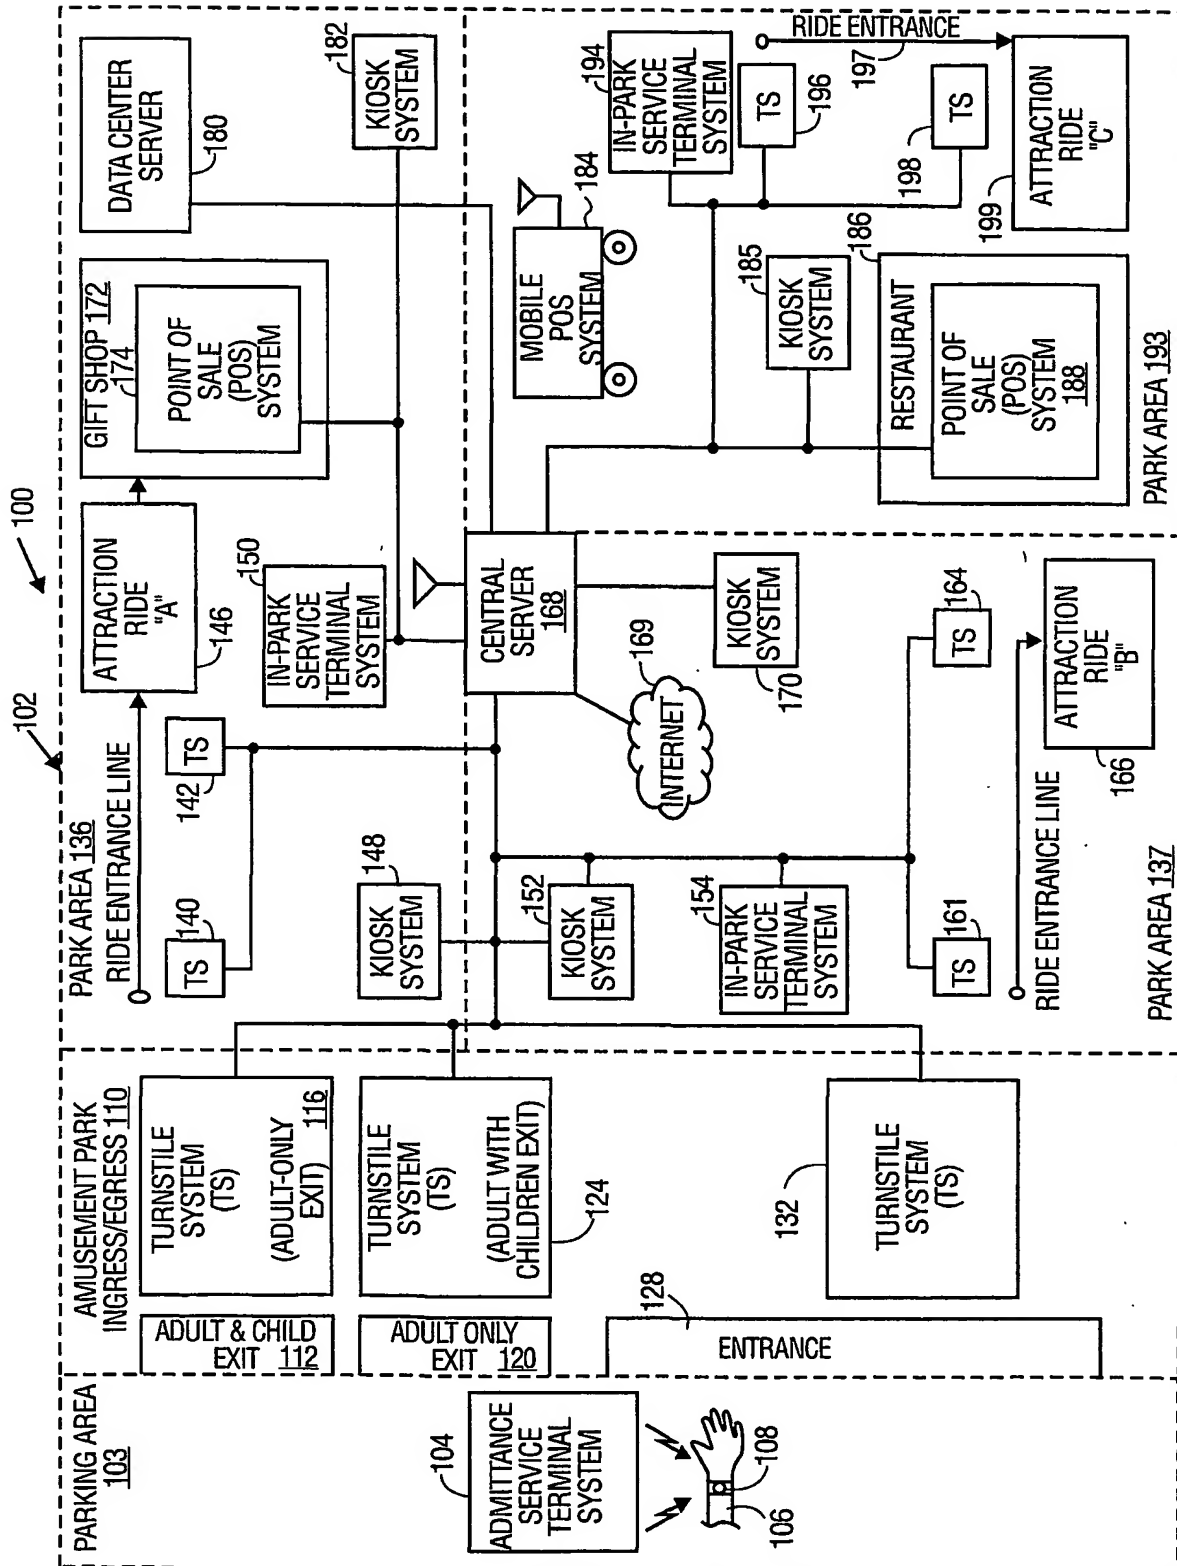 100
102
PARKING AREA
103
104
ADMITTANCE
SERVICE
TERMINAL
SYSTEM
106
108
AMUSEMENT PARK
INGRESS/EGRESS 110
ADULT & CHILD
EXIT 112
TURNSTILE
SYSTEM
(TS)
(ADULT-ONLY
EXIT)
116
ADULT ONLY
EXIT 120
TURNSTILE
SYSTEM
(TS)
(ADULT WITH
CHILDREN EXIT)
124
128
ENTRANCE
132
TURNSTILE
SYSTEM
(TS)
PARK AREA 136
RIDE ENTRANCE LINE
TS
140
TS
142
ATTRACTION
RIDE
"A"
146
148
KIOSK
SYSTEM
150
IN-PARK
SERVICE
TERMINAL
SYSTEM
GIFT SHOP 172
174
POINT OF
SALE
(POS)
SYSTEM
DATA CENTER
SERVER
180
182
KIOSK
SYSTEM
152
KIOSK
SYSTEM
154
IN-PARK
SERVICE
TERMINAL
SYSTEM
161
TS
164
TS
RIDE ENTRANCE LINE
ATTRACTION
RIDE
"B"
166
PARK AREA 137
CENTRAL
SERVER
168
169
INTERNET
KIOSK
SYSTEM
170
MOBILE
POS
SYSTEM
184
185
KIOSK
SYSTEM
186
RESTAURANT
POINT OF
SALE
(POS)
SYSTEM
188
PARK AREA 193
194
IN-PARK
SERVICE
TERMINAL
SYSTEM
TS
196
RIDE ENTRANCE
197
TS
198
ATTRACTION
RIDE
"C"
199